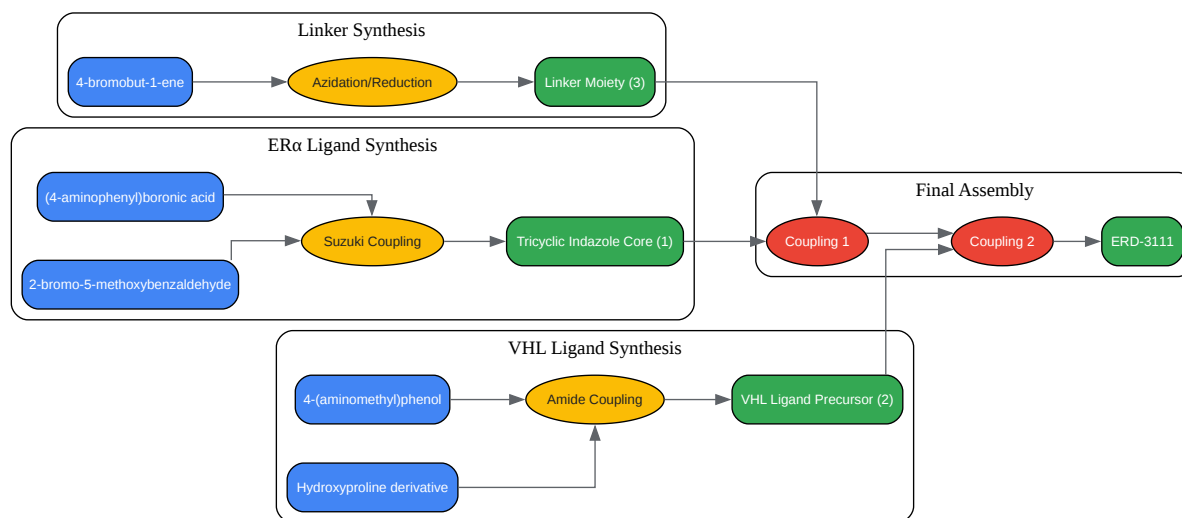 Linker Synthesis
4-bromobut-1-ene
Azidation/Reduction
Linker Moiety (3)
ERα Ligand Synthesis
(4-aminophenyl)boronic acid
2-bromo-5-methoxybenzaldehyde
Suzuki Coupling
Tricyclic Indazole Core (1)
Final Assembly
Coupling 1
Coupling 2
ERD-3111
VHL Ligand Synthesis
4-(aminomethyl)phenol
Amide Coupling
VHL Ligand Precursor (2)
Hydroxyproline derivative